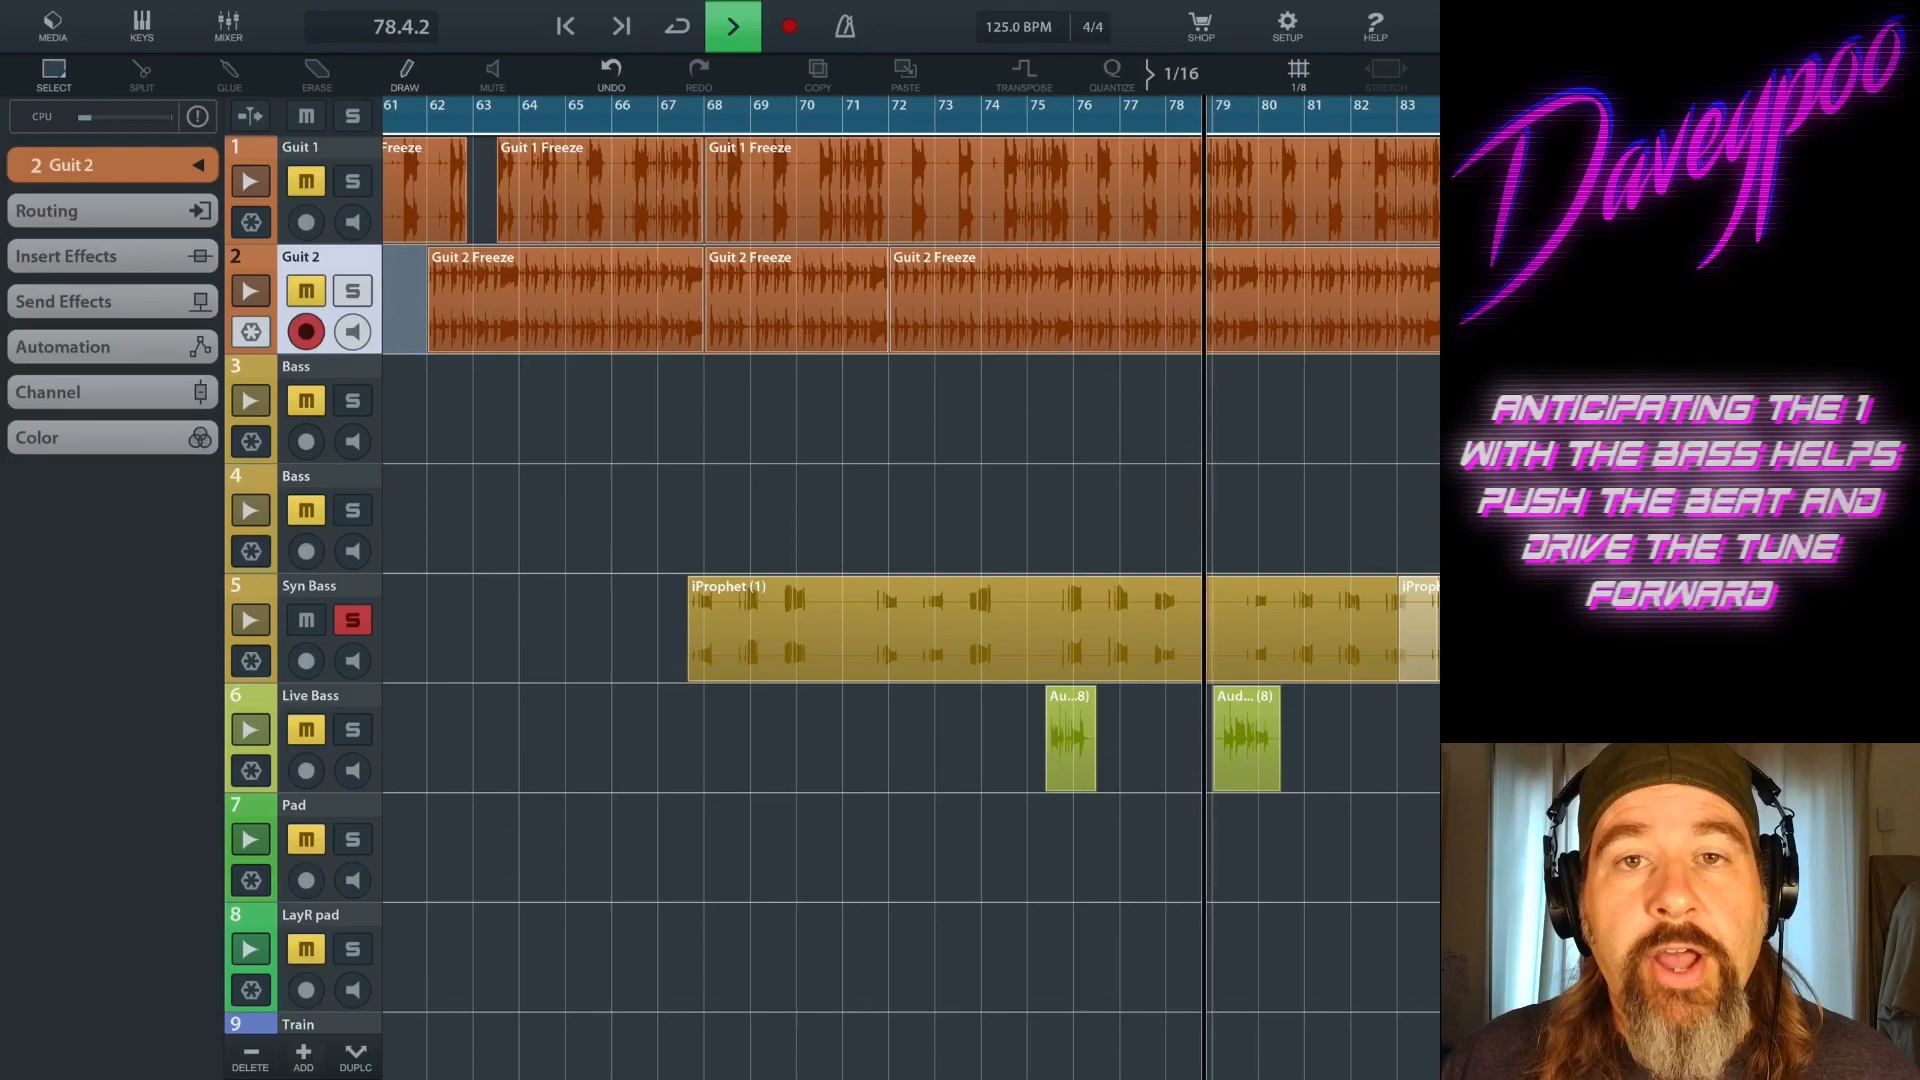 MEDIA
KEYS
MIXER
78.4.2
125.0 BPM
4/4
SHOP
SETUP
HELP
SELECT
SPLIT
GLUE
ERASE
DRAW
MUTE
UNDO
REDO
COPY
PASTE
TRANSPOSE
QUANTIZE
1/16
1/8
STRETCH
CPU
M S
61 62 63 64 65 66 67 68 69 70 71 72 73 74 75 76 77 78 79 80 81 82 83
2 Guit 2
Routing
Insert Effects
Send Effects
Automation
Channel
Color
1 Guit 1
M S
Freeze
Guit 1 Freeze
Guit 1 Freeze
2 Guit 2
M S
Guit 2 Freeze
Guit 2 Freeze
Guit 2 Freeze
3 Bass
M S
4 Bass
M S
5 Syn Bass
M S
iProphet (1)
iProph
6 Live Bass
M S
Au...8)
Aud... (8)
7 Pad
M S
8 LayR pad
M S
9 Train
DELETE
ADD
DUPLC
Daveypoo
ANTICIPATING THE 1
WITH THE BASS HELPS
PUSH THE BEAT AND
DRIVE THE TUNE
FORWARD